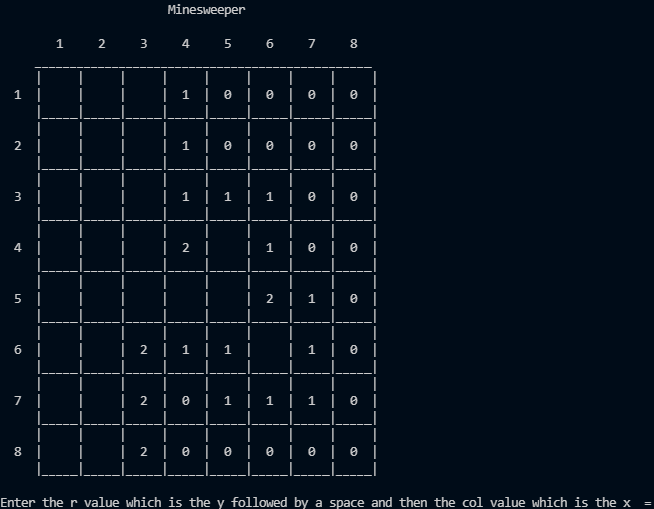 Minesweeper
1 2 3 4 5 6 7 8
1 1 0 0 0 0
2 1 0 0 0 0
3 1 1 1 0 0
4 2 1 0 0
5 2 1 0
6 2 1 1 1 0
7 2 0 1 1 1 0
8 2 0 0 0 0 0
Enter the r value which is the y followed by a space and then the col value which is the x =